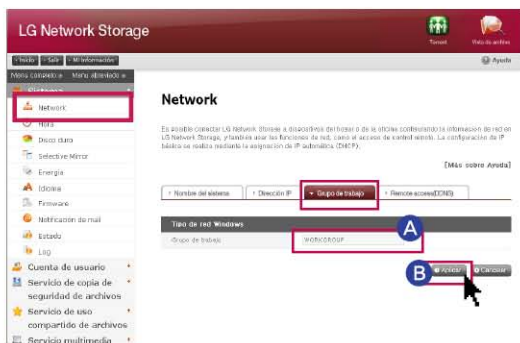 LG Network Storage
Torrent
Inicio
Salir
Mi información
Ayuda
Menú completo
Menú abreviado
Sistema
Network
Hora
Disco duro
Selective Mirror
Energía
Idioma
Firmware
Notificación de mail
Estado
Log
Cuenta de usuario
Servicio de copia de
seguridad de archivos
Servicio de uso
compartido de archivos
Servicio multimedia
Network
Es posible conectar LG Network Storage a dispositivos del hogar o de la oficina controlando la información de red en
LG Network Storage, y también usar las funciones de red, como el acceso de control remoto. La configuración de IP
básica se realiza mediante la asignación de IP automática (DHCP).
[Más sobre Ayuda]
Nombre del sistema
Dirección IP
Grupo de trabajo
Remote access(DDNS)
Tipo de red Windows
Grupo de trabajo
WORKGROUP
A
B
Aplicar
Cancelar